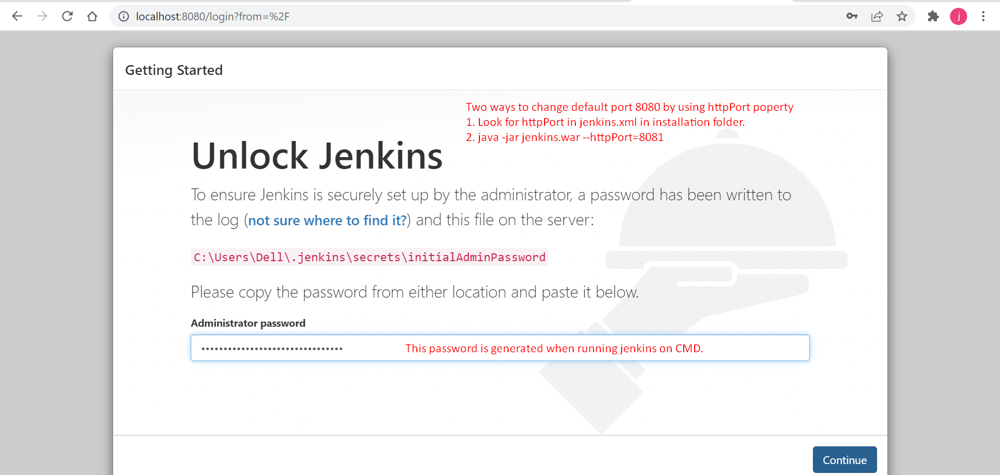 localhost:8080/login?from=%2F
j
Getting Started
Two ways to change default port 8080 by using httpPort poperty
1. Look for httpPort in jenkins.xml in installation folder.
2. java -jar jenkins.war --httpPort=8081
Unlock Jenkins
To ensure Jenkins is securely set up by the administrator, a password has been written to
the log (not sure where to find it?) and this file on the server:
C:\Users\Dell\.jenkins\secrets\initialAdminPassword
Please copy the password from either location and paste it below.
Administrator password
This password is generated when running jenkins on CMD.
Continue